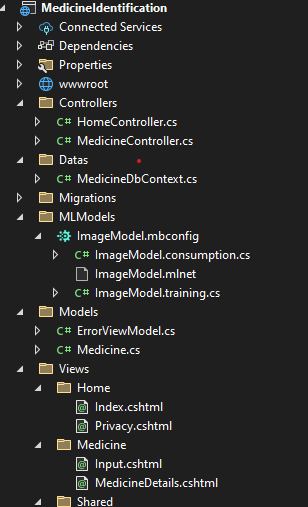 MedicineIdentification
Connected Services
Dependencies
Properties
wwwroot
Controllers
C# HomeController.cs
C# MedicineController.cs
Datas
C# MedicineDbContext.cs
Migrations
MLModels
ImageModel.mbconfig
C# ImageModel.consumption.cs
ImageModel.mlnet
C# ImageModel.training.cs
Models
C# ErrorViewModel.cs
C# Medicine.cs
Views
Home
@ Index.cshtml
@ Privacy.cshtml
Medicine
@ Input.cshtml
@ MedicineDetails.cshtml
Shared